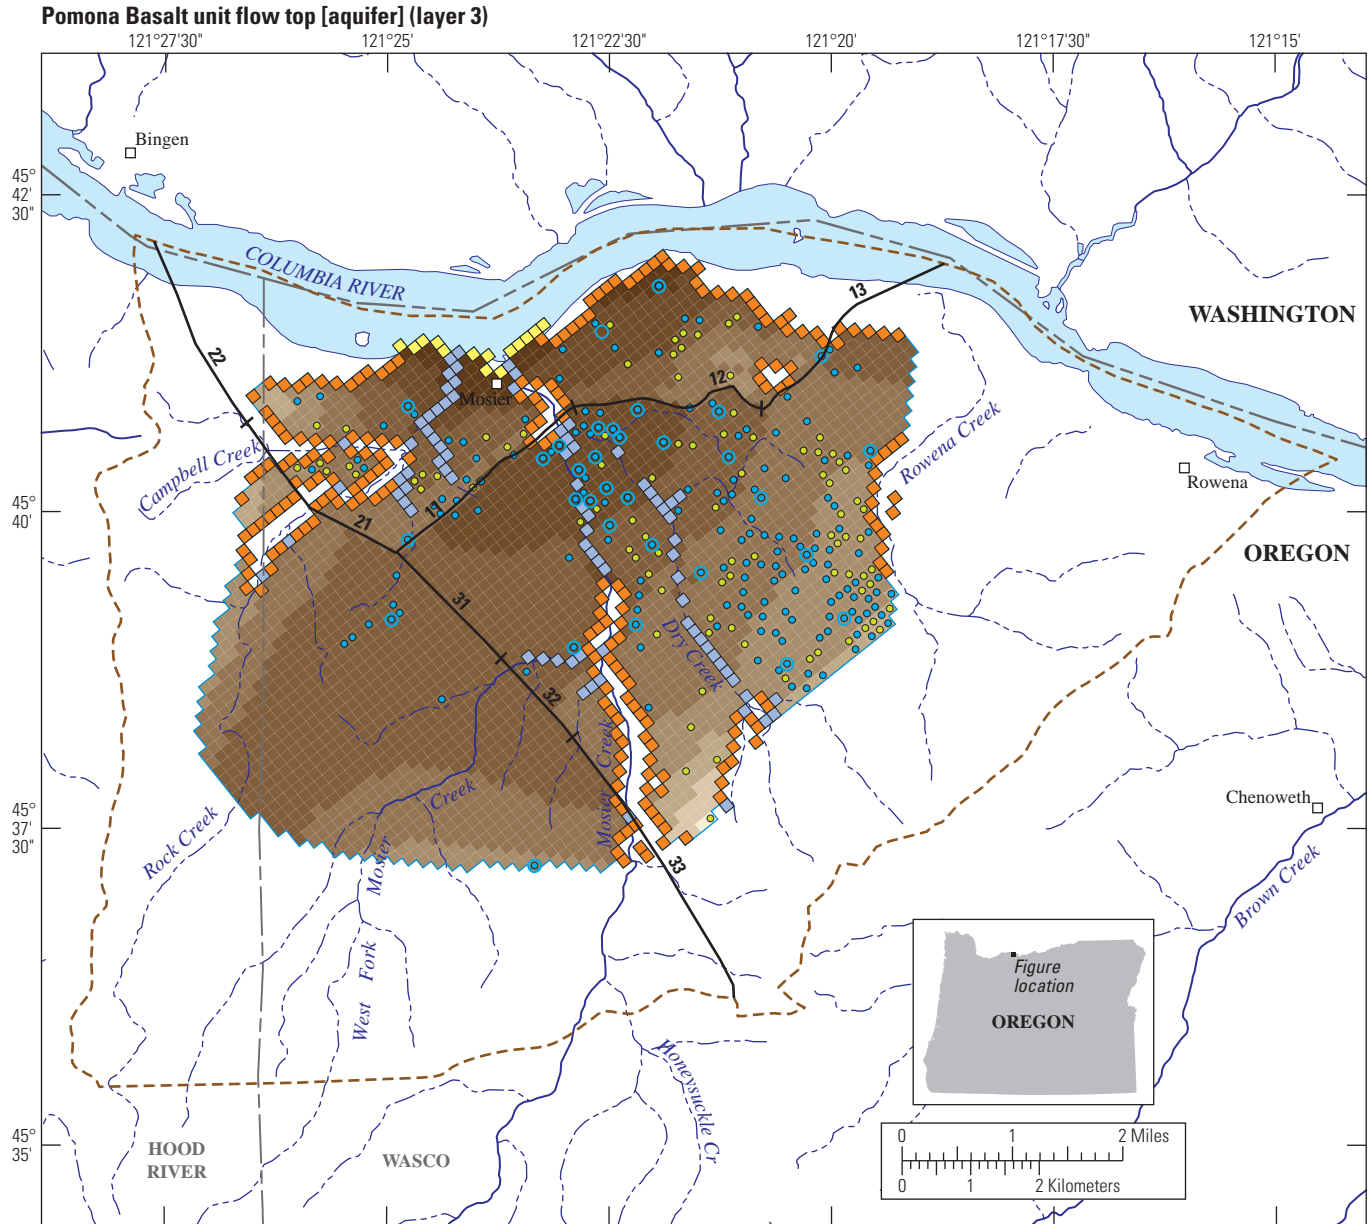 Pomona Basalt unit flow top [aquifer] (layer 3)
121°27'30"
121°25'
121°22'30"
121°20'
121°17'30"
121°15'
Bingen
45°
42'
30"
COLUMBIA RIVER
13
WASHINGTON
22
12
Mosier
Campbell Creek
Rowena Creek
Rowena
45°
40'
21
11
OREGON
31
Dry Creek
32
Mosier Creek
Creek
Chenoweth
45°
37'
30"
Rock Creek
Mosier
33
Brown Creek
West Fork
Figure
location
OREGON
Honeysuckle Cr
45°
35'
HOOD
RIVER
WASCO
0 1 2 Miles
0 1 2 Kilometers